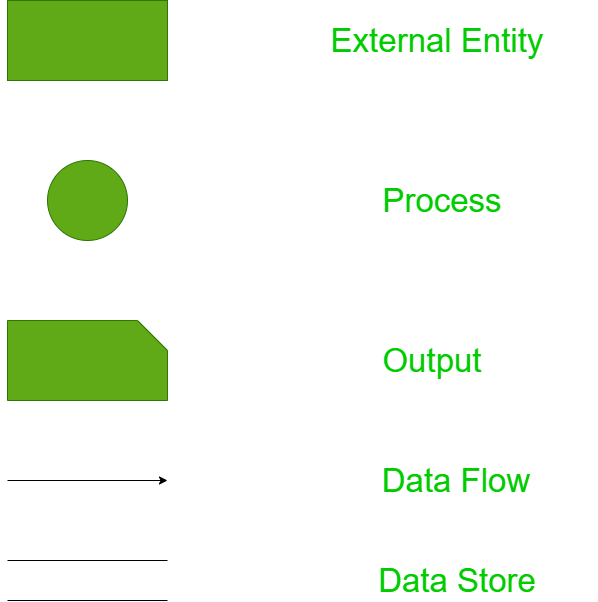 External Entity
Process
Output
Data Flow
Data Store